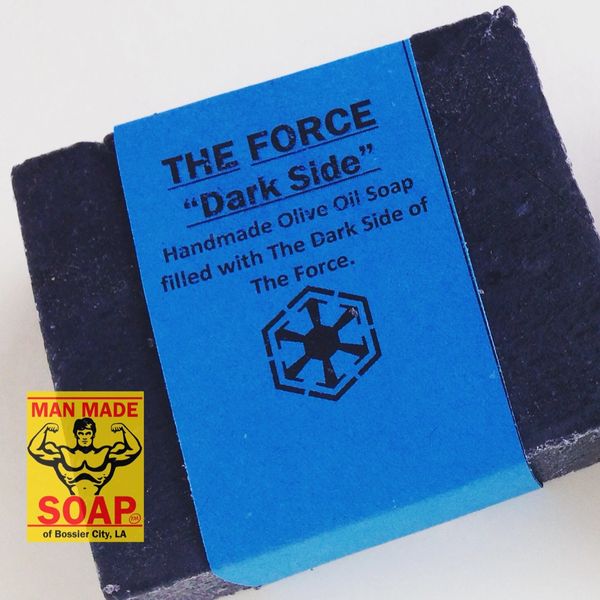 THE FORCE
“Dark Side”
Handmade Olive Oil Soap
filled with The Dark Side of
The Force.
MAN MADE
SOAP TM
of Bossier City, LA